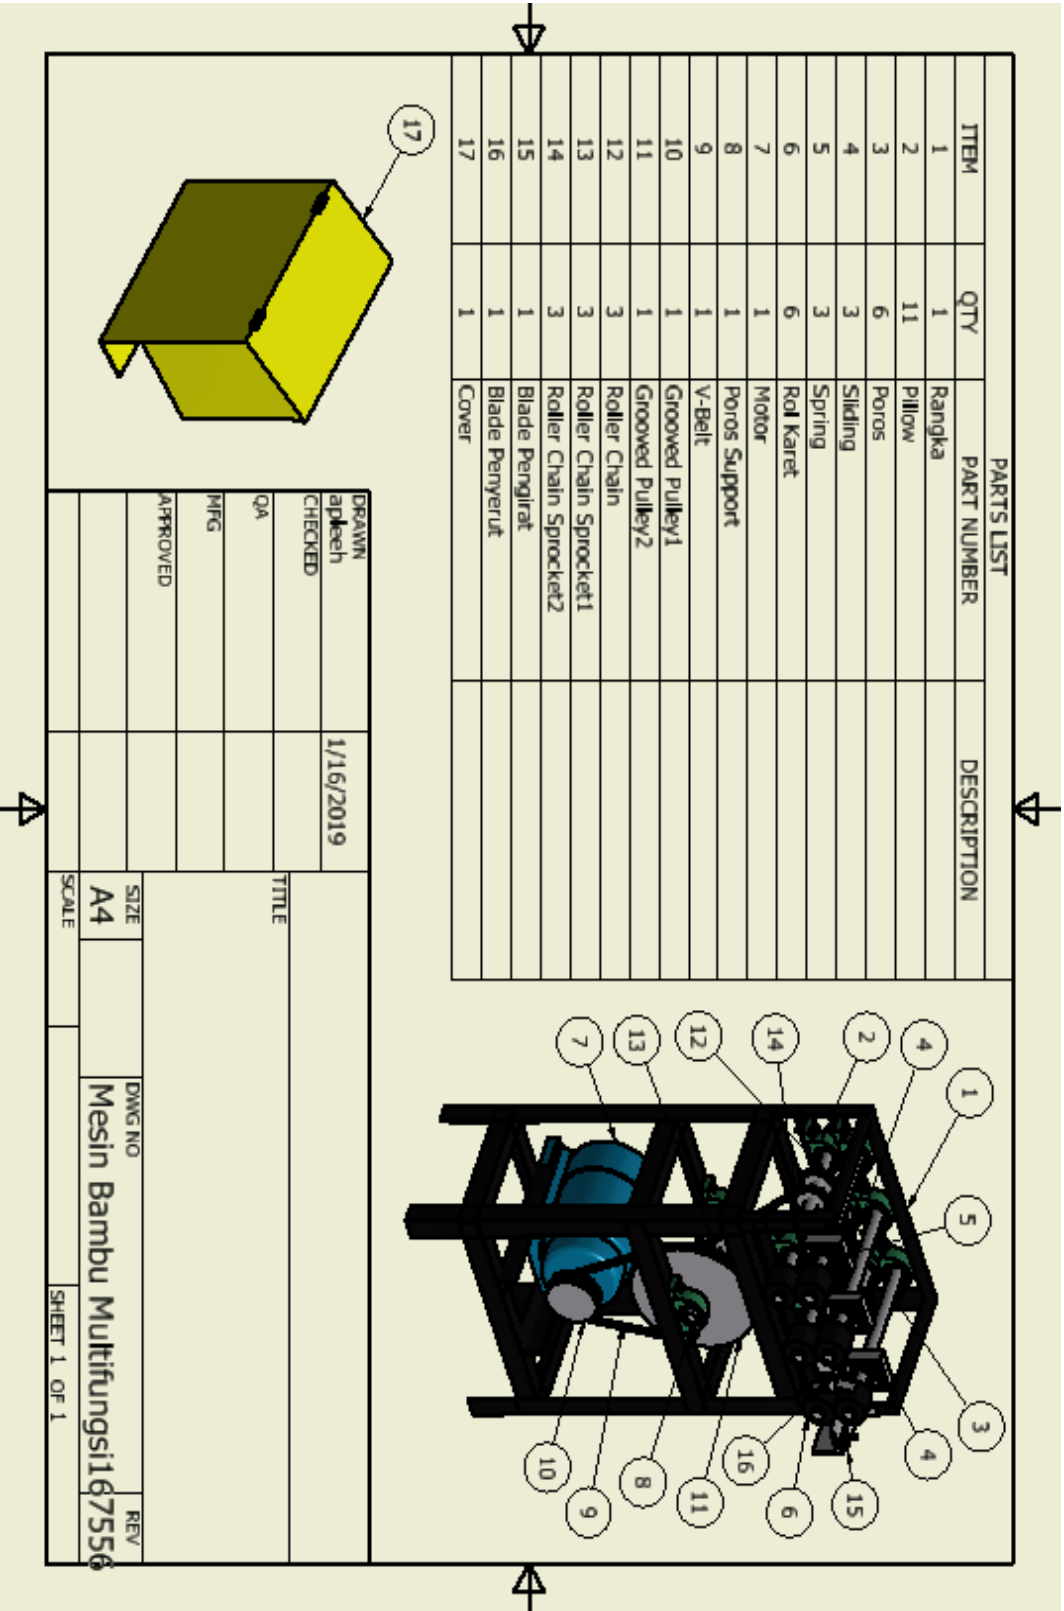 PARTS LIST
ITEM QTY PART NUMBER DESCRIPTION
1 1 Rangka
2 11 Pillow
3 6 Poros
4 3 Sliding
5 3 Spring
6 6 Rol Karet
7 1 Motor
8 1 Poros Support
9 1 V-Belt
10 1 Grooved Pulley1
11 1 Grooved Pulley2
12 3 Roller Chain
13 3 Roller Chain Sprocket1
14 3 Roller Chain Sprocket2
15 1 Blade Pengirat
16 1 Blade Penyerut
17 1 Cover
1
4
2
14
12
13
7
5
3
4
15
6
16
11
8
9
10
17
DRAWN
apleeh 1/16/2019
CHECKED
QA
MFG
APPROVED
TITLE
SIZE
A4
DWG NO
Mesin Bambu Multifungsi167556
REV
SCALE
SHEET 1 OF 1